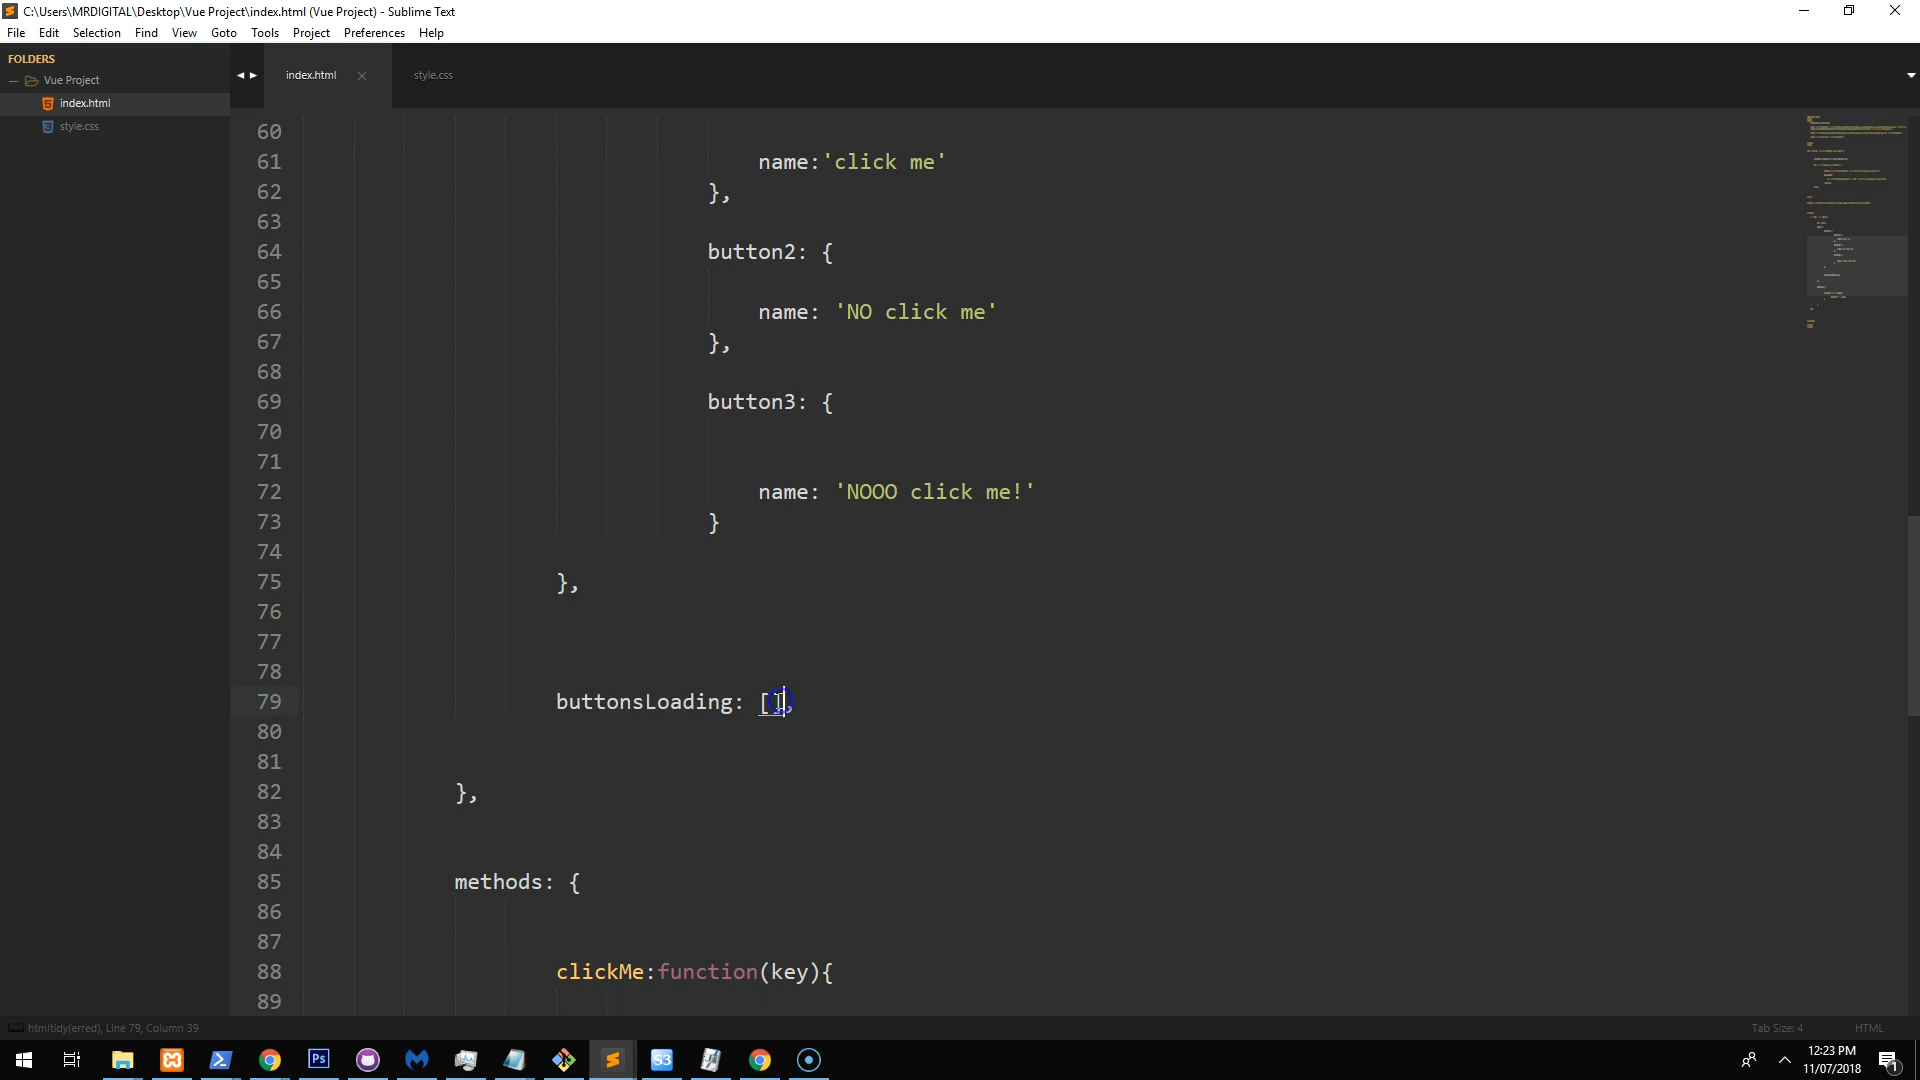 C:\Users\MRDIGITAL\Desktop\Vue Project\index.html (Vue Project) - Sublime Text
File Edit Selection Find View Goto Tools Project Preferences Help
FOLDERS
Vue Project
index.html
style.css
index.html style.css
60
61 name:'click me'
62 },
63
64 button2: {
65
66 name: 'NO click me'
67 },
68
69 button3: {
70
71
72 name: 'NOOO click me!'
73 }
74
75 },
76
77
78
79 buttonsLoading: [],
80
81
82 },
83
84
85 methods: {
86
87
88 clickMe:function(key){
89
htmltidy(erred), Line 79, Column 39
Tab Size: 4 HTML
Ps
S3
12:23 PM
11/07/2018
1